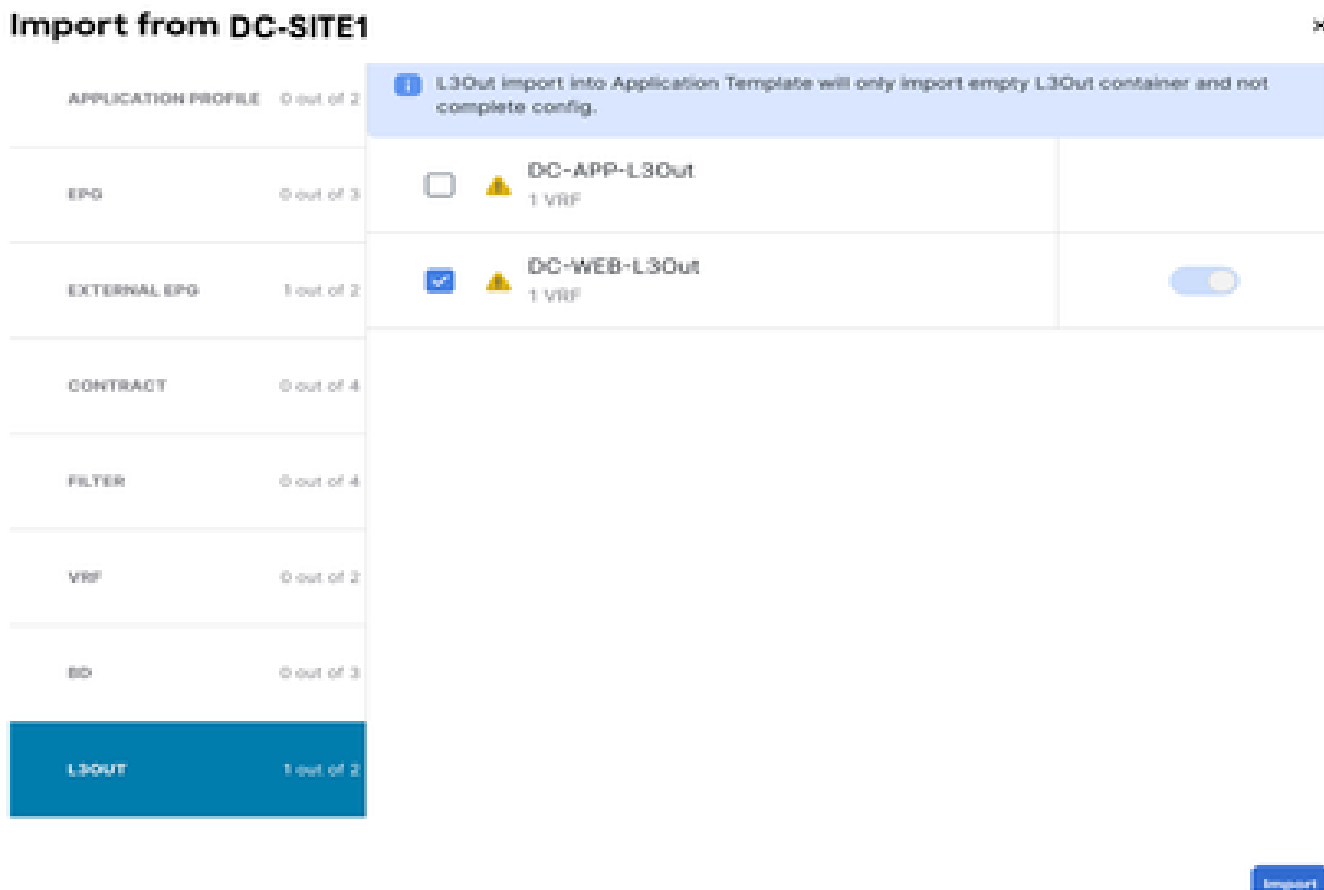 Import from DC-SITE1
APPLICATION PROFILE 0 out of 2
L3Out import into Application Template will only import empty L3Out container and not
complete config.
DC-APP-L3Out
1 VRF
EPG 0 out of 3
DC-WEB-L3Out
1 VRF
EXTERNAL EPG 1 out of 2
CONTRACT 0 out of 4
FILTER 0 out of 4
VRF 0 out of 2
BD 0 out of 3
L3OUT 1 out of 2
Import